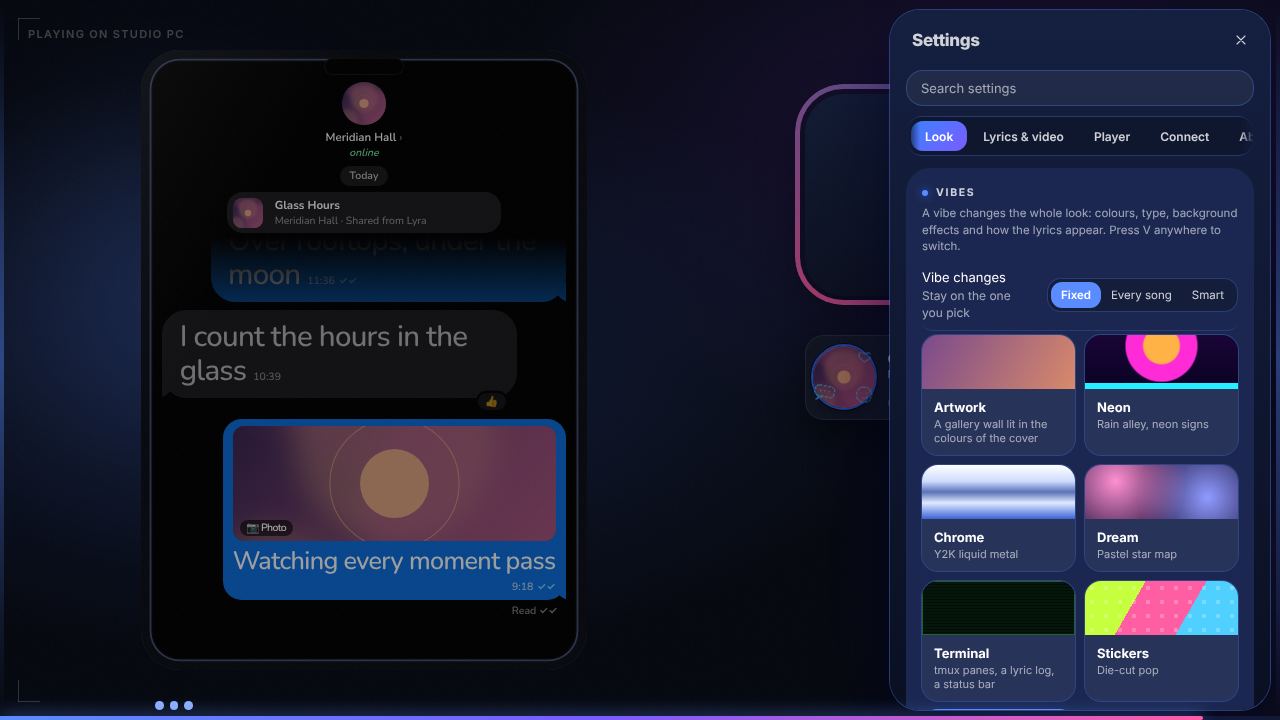 PLAYING ON STUDIO PC
Meridian Hall ›
online
Today
Glass Hours
Meridian Hall · Shared from Lyra
Over rooftops, under the
moon 11:36 ✓✓
I count the hours in the
glass 10:39
👍
📷 Photo
Watching every moment pass
9:18 ✓✓
Read ✓✓
Settings
Search settings
Look
Lyrics & video
Player
Connect
VIBES
A vibe changes the whole look: colours, type, background
effects and how the lyrics appear. Press V anywhere to
switch.
Vibe changes
Stay on the one
you pick
Fixed
Every song
Smart
Artwork
A gallery wall lit in the
colours of the cover
Neon
Rain alley, neon signs
Chrome
Y2K liquid metal
Dream
Pastel star map
Terminal
tmux panes, a lyric log,
a status bar
Stickers
Die-cut pop